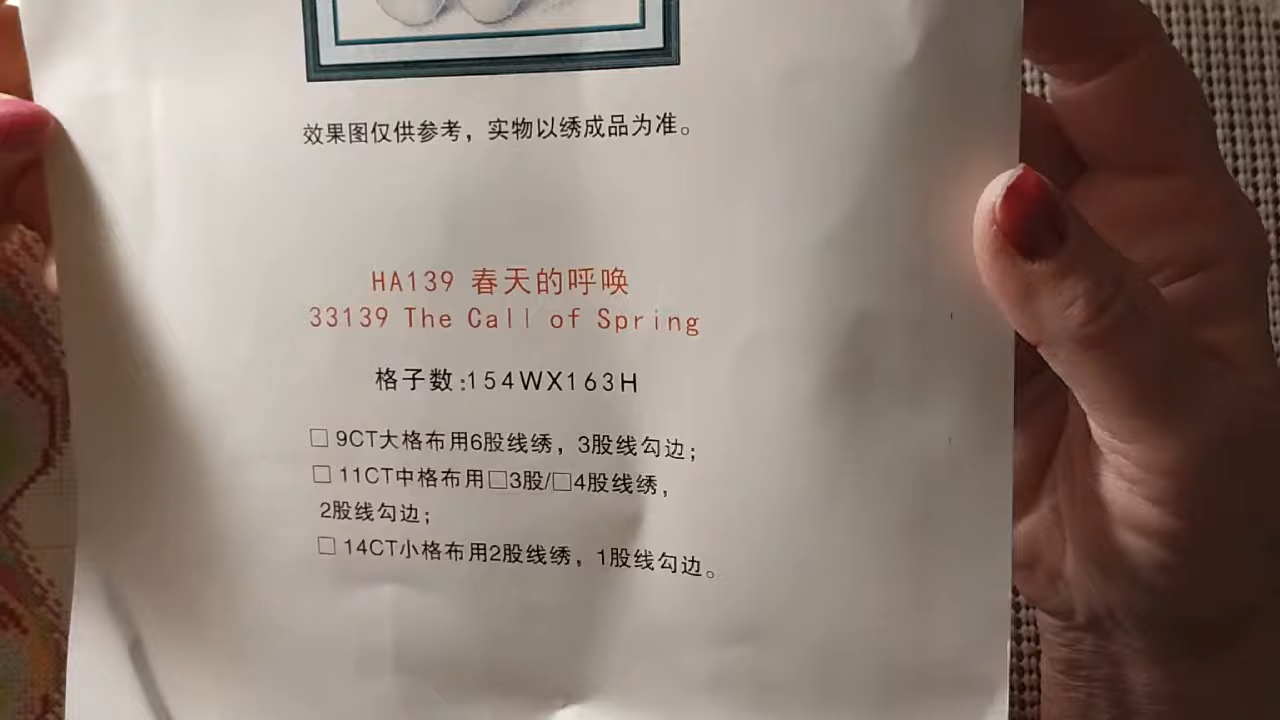 效果图仅供参考，实物以绣成品为准。
HA139 春天的呼唤
33139 The Call of Spring
格子数:154WX163H
□ 9CT大格布用6股线绣，3股线勾边；
□ 11CT中格布用□3股/□4股线绣，
2股线勾边；
□ 14CT小格布用2股线绣，1股线勾边。